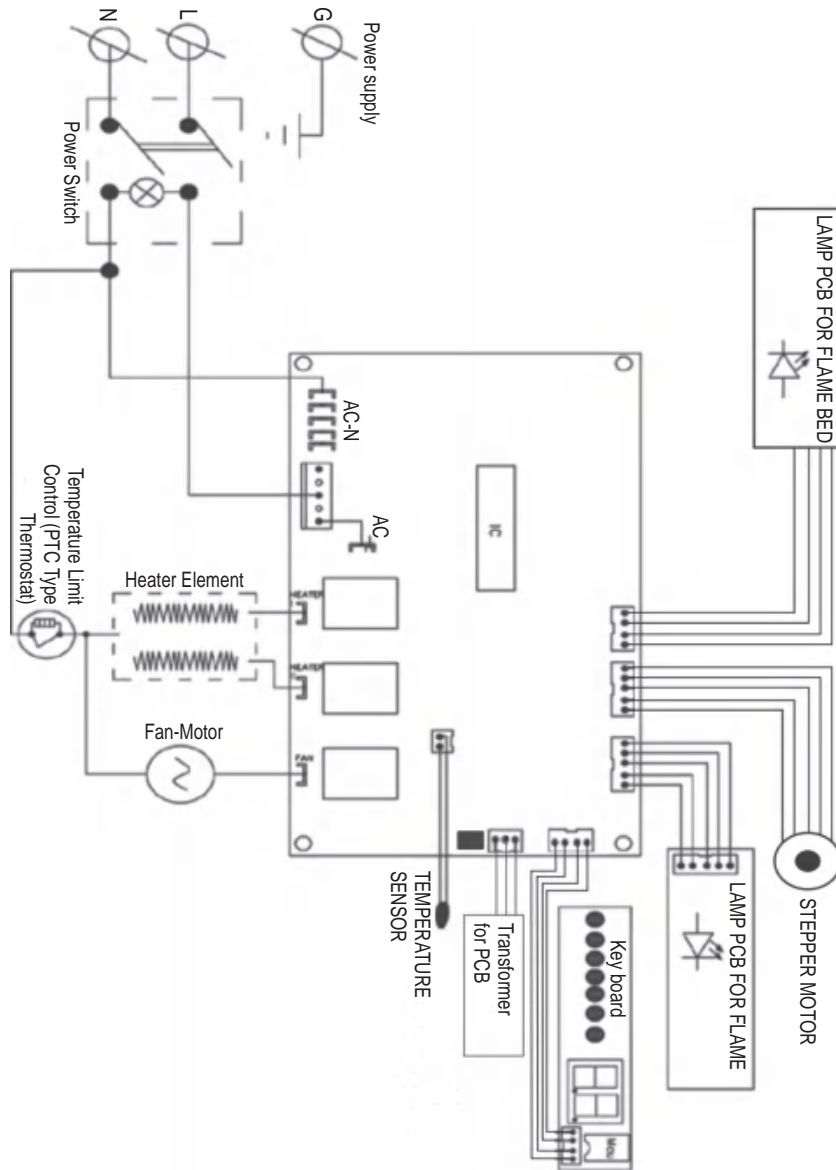 N
L
G
Power supply
Power Switch
LAMP PCB FOR FLAME BED
AC-N
AC
IC
Temperature Limit
Control (PTC Type
Thermostat)
Heater Element
HEATER
HEATER
Fan-Motor
FAN
TEMPERATURE
SENSOR
Transformer
for PCB
Key board
Mou
LAMP PCB FOR FLAME
STEPPER MOTOR